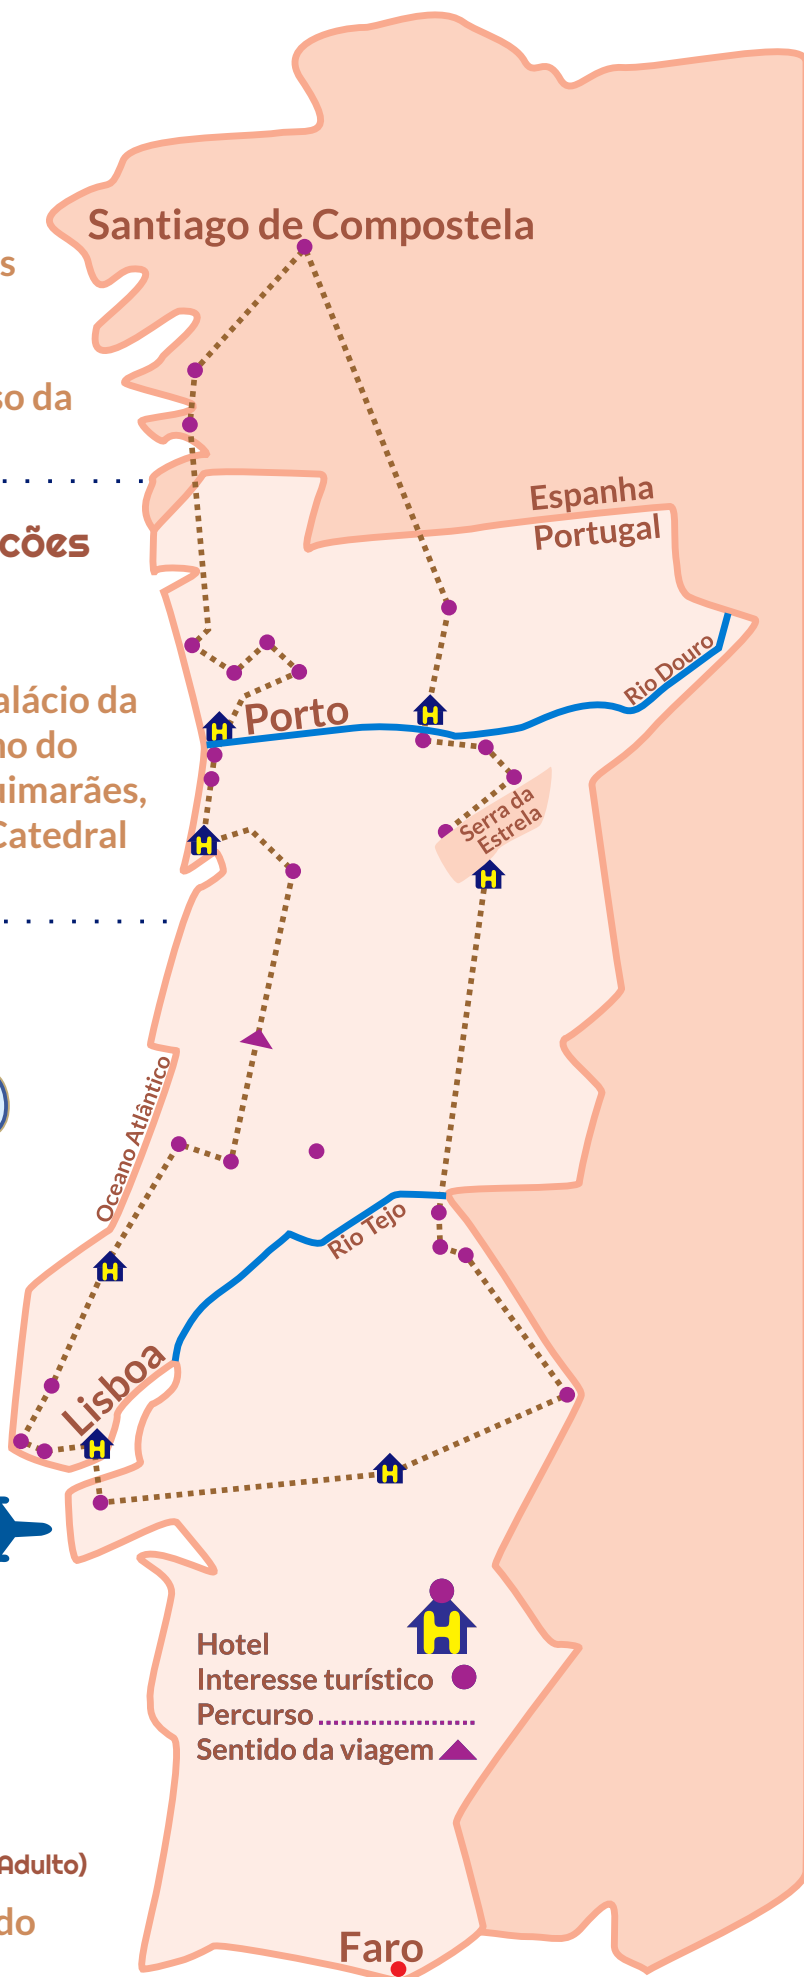 Santiago de Compostela
s
so da
Espanha
Portugal
cões
Rio Douro
alácio da
Porto
no do
uimarães,
Catedral
Serra da
Estrela
H
H
H
H
Oceano Atlântico
Rio Tejo
H
Lisboa
H
H
H
Hotel
Interesse turístico
Percurso
Sentido da viagem
Adulto)
do
Faro